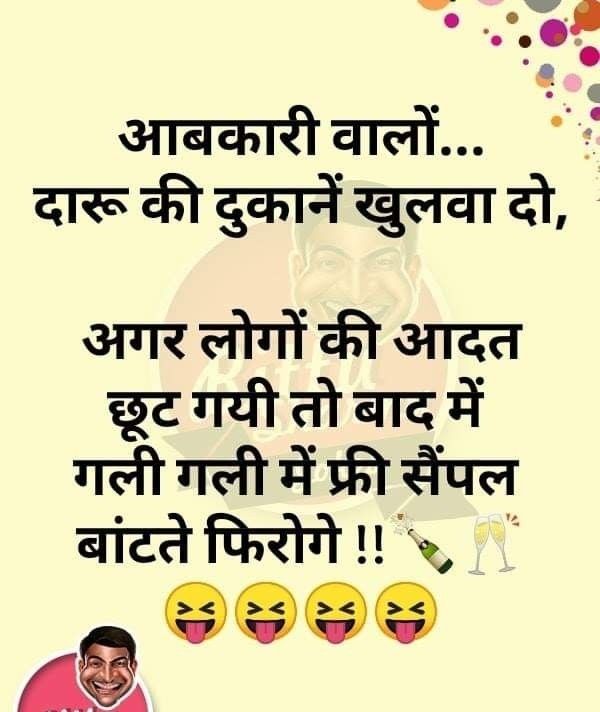 आबकारी वालों...
दारू की दुकानें खुलवा दो,
अगर लोगों की आदत
छूट गयी तो बाद में
गली गली में फ्री सैंपल
बांटते फिरोगे !! 🍾 🥂
😝😝😝😝